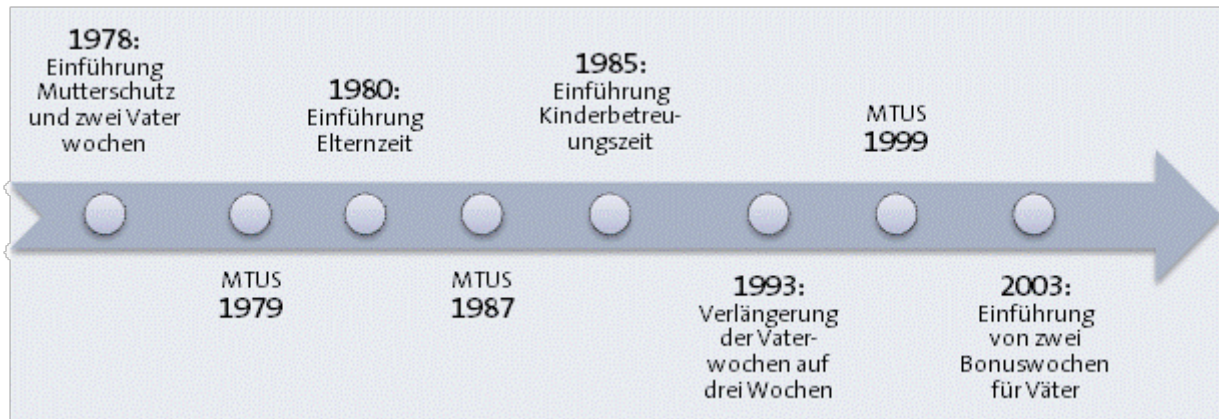 1978:
Einführung
Mutterschutz
und zwei Vater
wochen
MTUS
1979
1980:
Einführung
Elternzeit
MTUS
1987
1985:
Einführung
Kinderbetreu-
ungszeit
1993:
Verlängerung
der Vater-
wochen auf
drei Wochen
MTUS
1999
2003:
Einführung
von zwei
Bonuswochen
für Väter